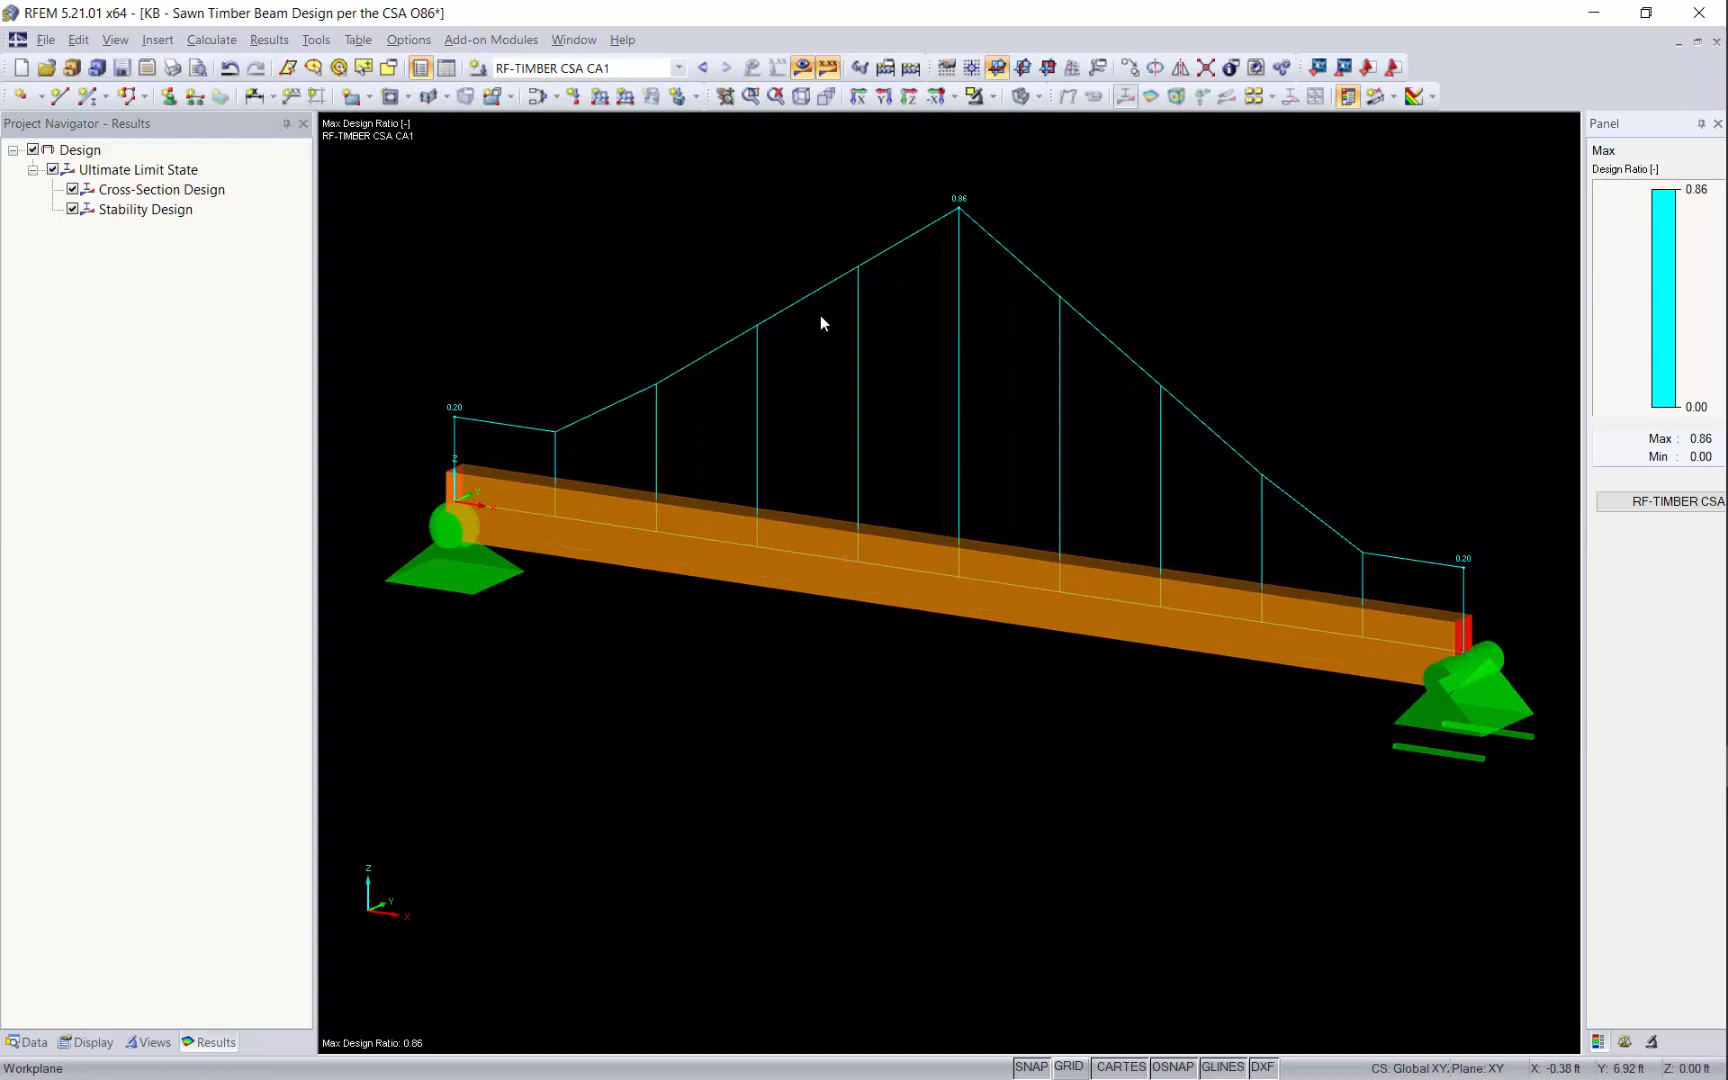 RFEM 5.21.01 x64 - [KB - Sawn Timber Beam Design per the CSA O86*]
File Edit View Insert Calculate Results Tools Table Options Add-on Modules Window Help
RF-TIMBER CSA CA1
Project Navigator - Results
Design
Ultimate Limit State
Cross-Section Design
Stability Design
Max Design Ratio [-]
RF-TIMBER CSA CA1
0.86
0.20
Z
Y
X
0.20
Z
Y
X
Max Design Ratio: 0.86
Panel
Max
Design Ratio [-]
0.86
0.00
Max : 0.86
Min : 0.00
RF-TIMBER CSA
Data Display Views Results
Workplane
SNAP GRID CARTES OSNAP GLINES DXF
CS: Global XY, Plane: XY X: -0.38 ft Y: 6.92 ft Z: 0.00 ft